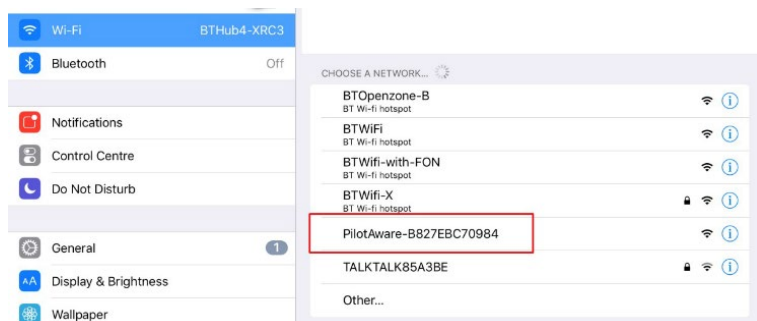 Wi-Fi BTHub4-XRC3
Bluetooth Off
Notifications
Control Centre
Do Not Disturb
General 1
AA Display & Brightness
Wallpaper
CHOOSE A NETWORK...
BTOpenzone-B
BT Wi-fi hotspot
BTWiFi
BT Wi-fi hotspot
BTWifi-with-FON
BT Wi-fi hotspot
BTWifi-X
BT Wi-fi hotspot
PilotAware-B827EBC70984
TALKTALK85A3BE
Other...